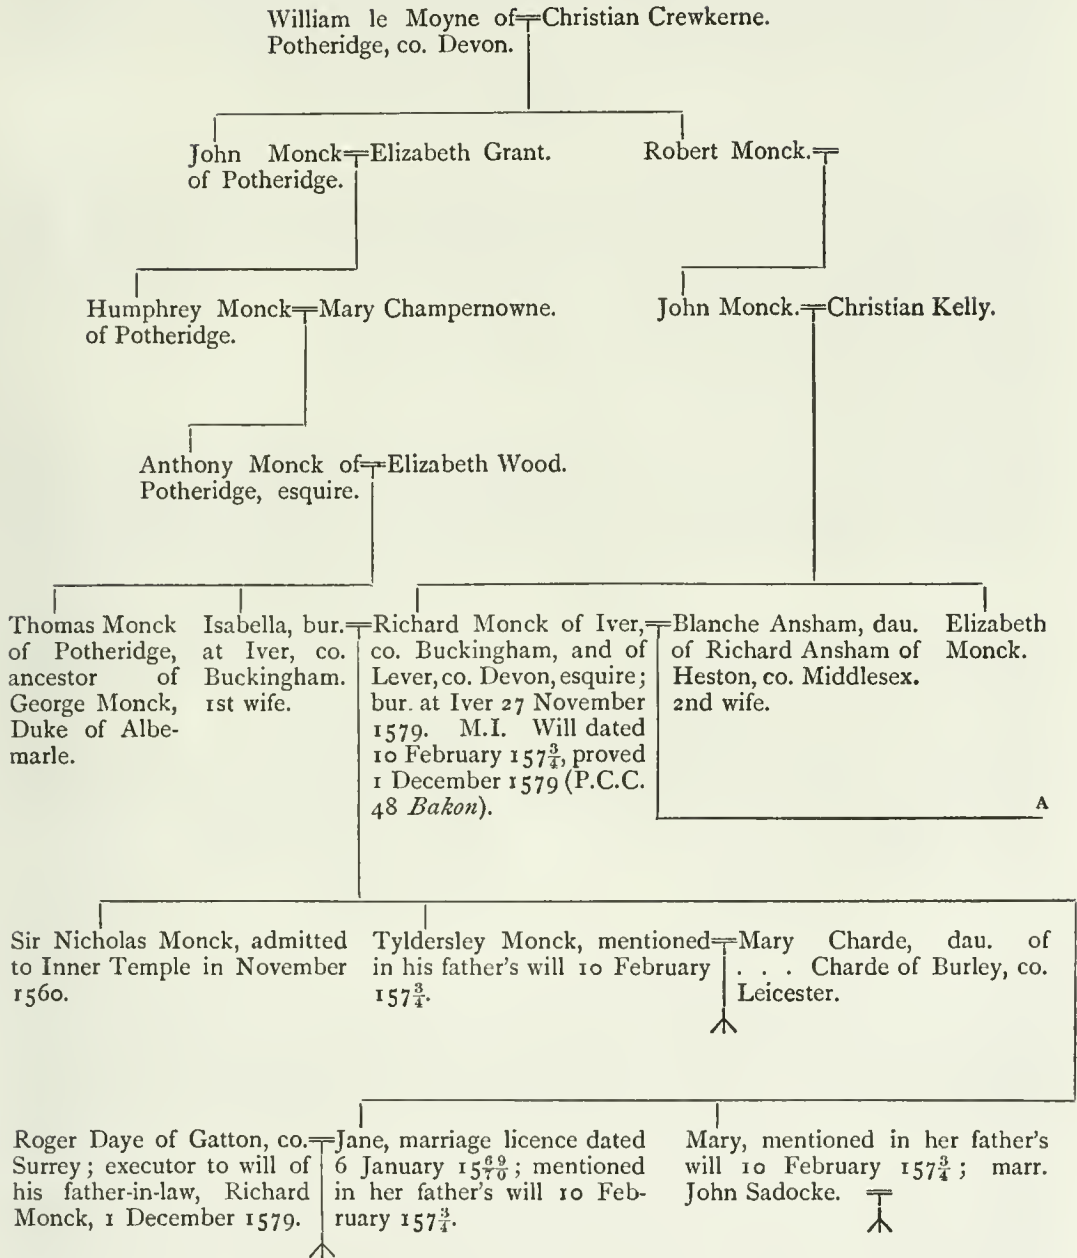 William le Moyne of Christian Crewkerne.
Potheridge, co. Devon.
John Monck Elizabeth Grant.
of Potheridge.
Robert Monck.
Humphrey Monck Mary Champernowne.
of Potheridge.
John Monck. Christian Kelly.
Anthony Monck of Elizabeth Wood.
Potheridge, esquire.
Thomas Monck
of Potheridge,
ancestor of
George Monck,
Duke of Albe-
marle.
Isabella, bur.
at Iver, co.
Buckingham.
1st wife.
Richard Monck of Iver,
co. Buckingham, and of
Lever, co. Devon, esquire;
bur. at Iver 27 November
1579. M.I. Will dated
10 February 157¾, proved
1 December 1579 (P.C.C.
48 Bakon).
Blanche Ansham, dau.
of Richard Ansham of
Heston, co. Middlesex.
2nd wife.
Elizabeth
Monck.
A
Sir Nicholas Monck, admitted
to Inner Temple in November
1560.
Tyldersley Monck, mentioned
in his father's will 10 February
157¾.
Mary Charde, dau. of
. . . Charde of Burley, co.
Leicester.
Roger Daye of Gatton, co.
Surrey; executor to will of
his father-in-law, Richard
Monck, 1 December 1579.
Jane, marriage licence dated
6 January 1569/70; mentioned
in her father's will 10 Feb-
ruary 157¾.
Mary, mentioned in her father's
will 10 February 157¾; marr.
John Sadocke.